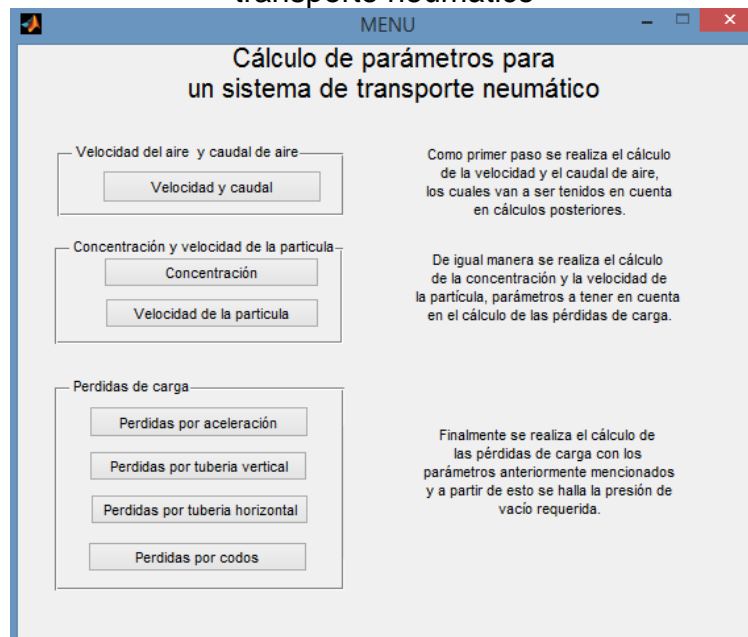 transporte neumático
MENU
Cálculo de parámetros para
un sistema de transporte neumático
Velocidad del aire y caudal de aire
Velocidad y caudal
Como primer paso se realiza el cálculo
de la velocidad y el caudal de aire,
los cuales van a ser tenidos en cuenta
en cálculos posteriores.
Concentración y velocidad de la particula
Concentración
Velocidad de la particula
De igual manera se realiza el cálculo
de la concentración y la velocidad de
la partícula, parámetros a tener en cuenta
en el cálculo de las pérdidas de carga.
Perdidas de carga
Perdidas por aceleración
Perdidas por tuberia vertical
Perdidas por tuberia horizontal
Perdidas por codos
Finalmente se realiza el cálculo de
las pérdidas de carga con los
parámetros anteriormente mencionados
y a partir de esto se halla la presión de
vacío requerida.